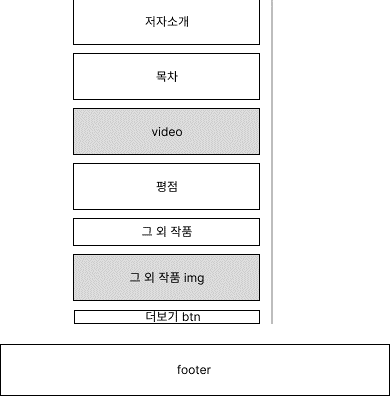 저자소개
목차
video
평점
그 외 작품
그 외 작품 img
더보기 btn
footer